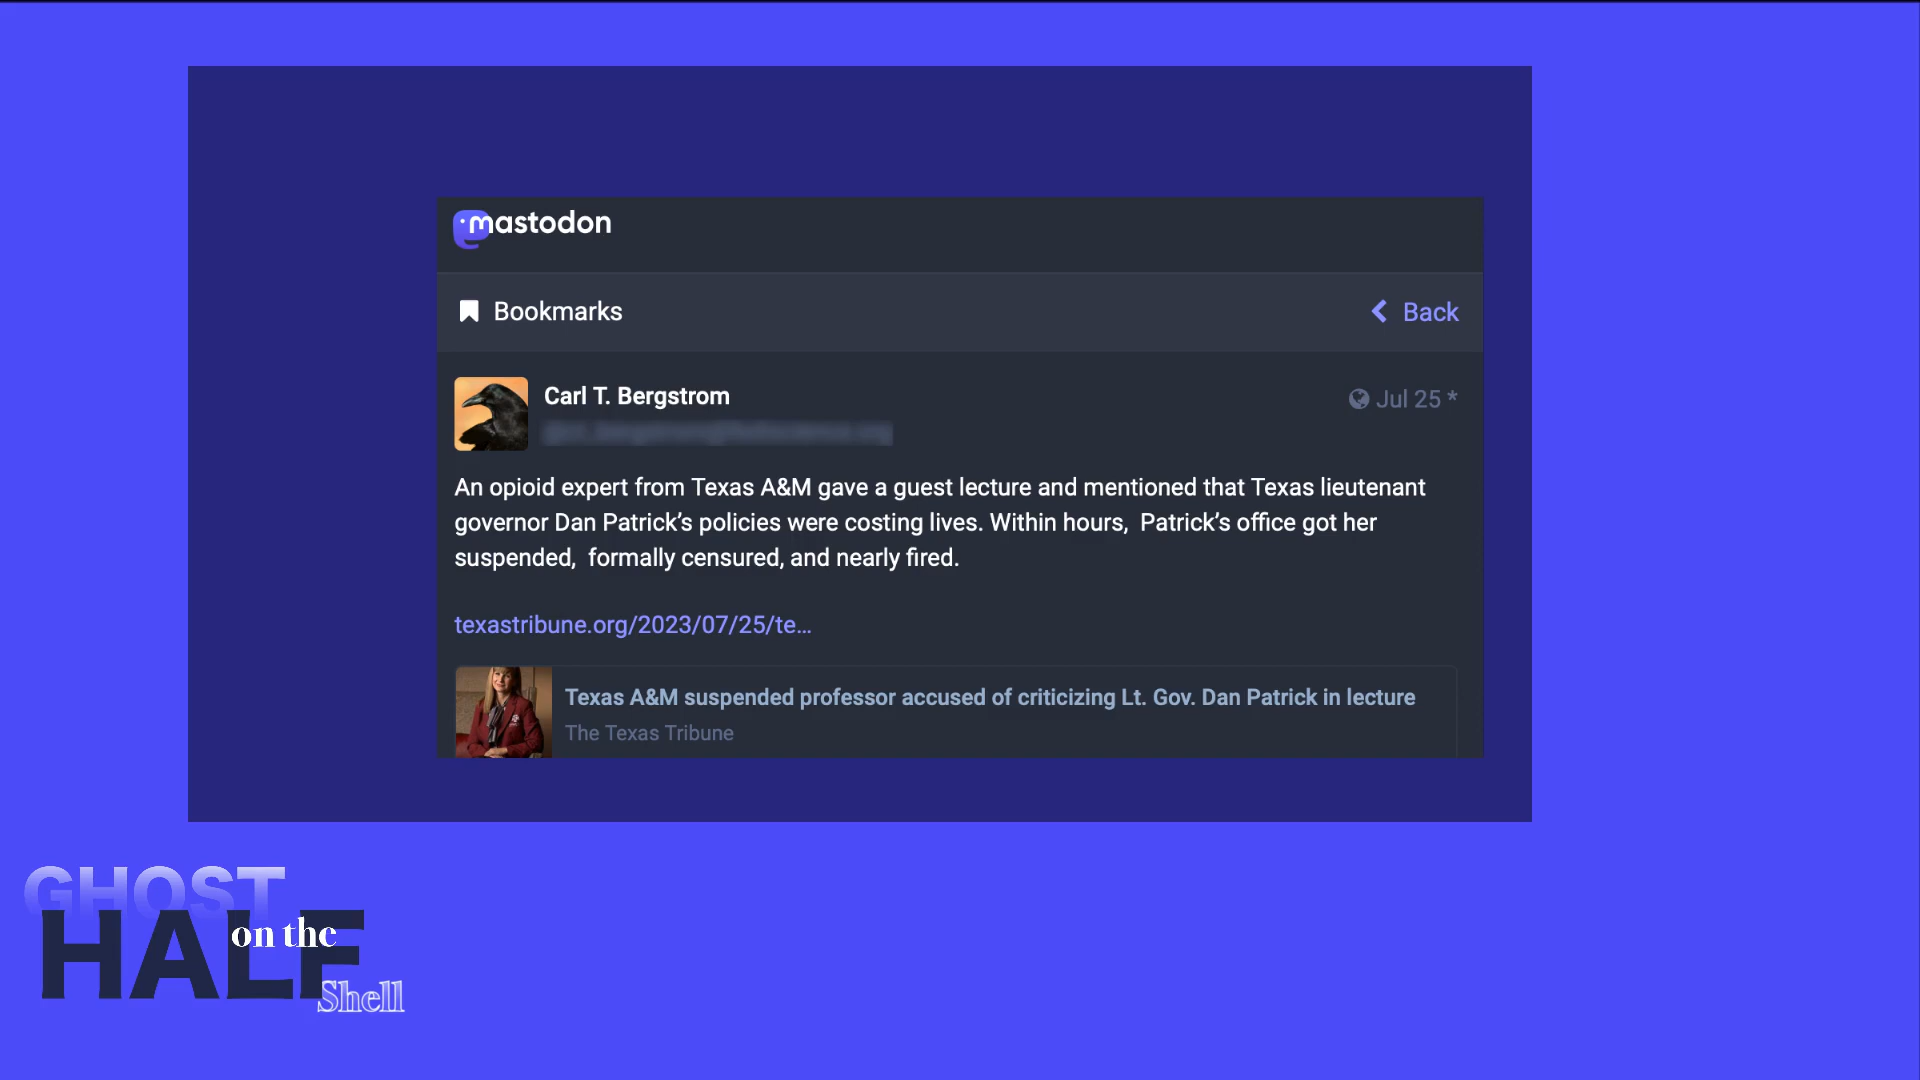 mastodon
Bookmarks
Back
Carl T. Bergstrom
Jul 25 *
An opioid expert from Texas A&M gave a guest lecture and mentioned that Texas lieutenant
governor Dan Patrick’s policies were costing lives. Within hours,  Patrick’s office got her
suspended,  formally censured, and nearly fired.
texastribune.org/2023/07/25/te…
Texas A&M suspended professor accused of criticizing Lt. Gov. Dan Patrick in lecture
The Texas Tribune
GHOST
HALF
on the
Shell